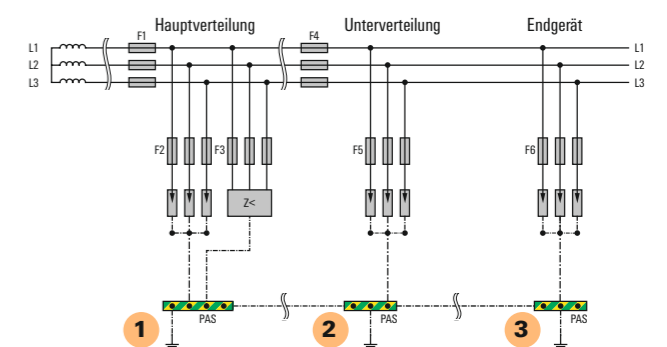 Hauptverteilung Unterverteilung Endgerät
F1 F4
L1 L1
L2 L2
L3 L3
F2 F3 F5 F6
Z<
PAS PAS PAS
1 2 3